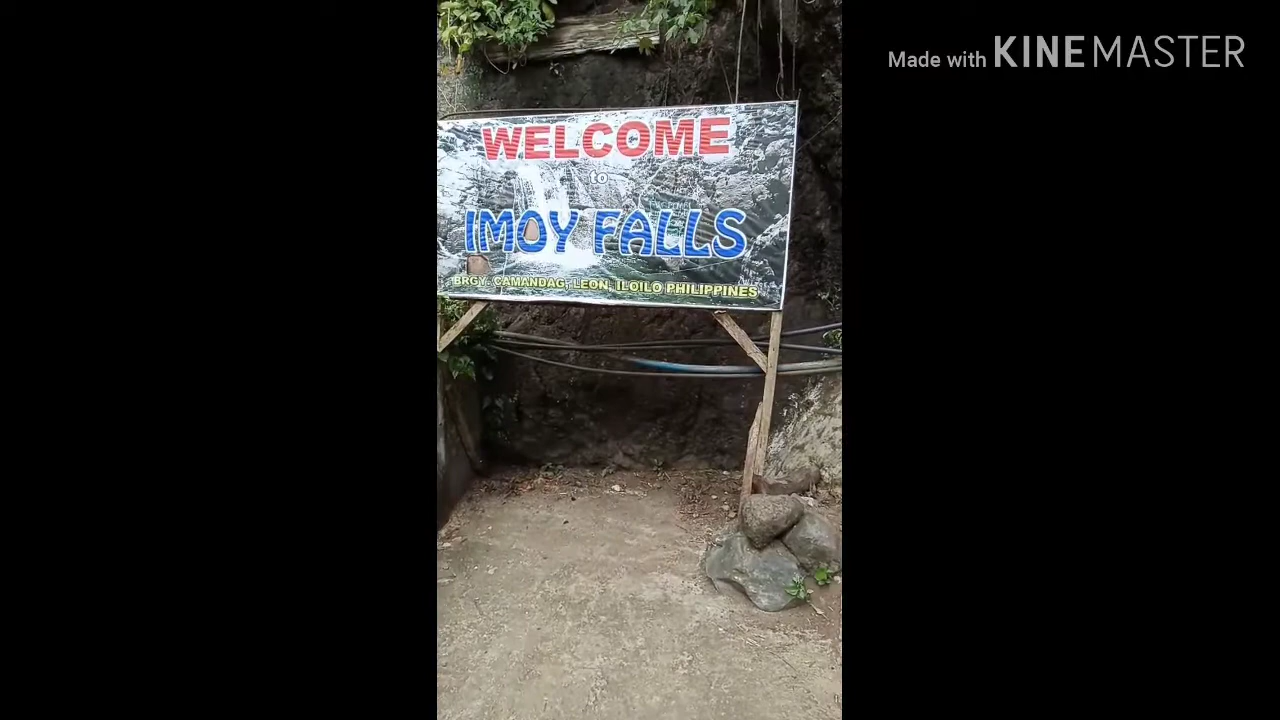 Made with KINEMASTER
WELCOME
to
IMOY FALLS
BRGY. CAMANDAG, LEON, ILOILO PHILIPPINES